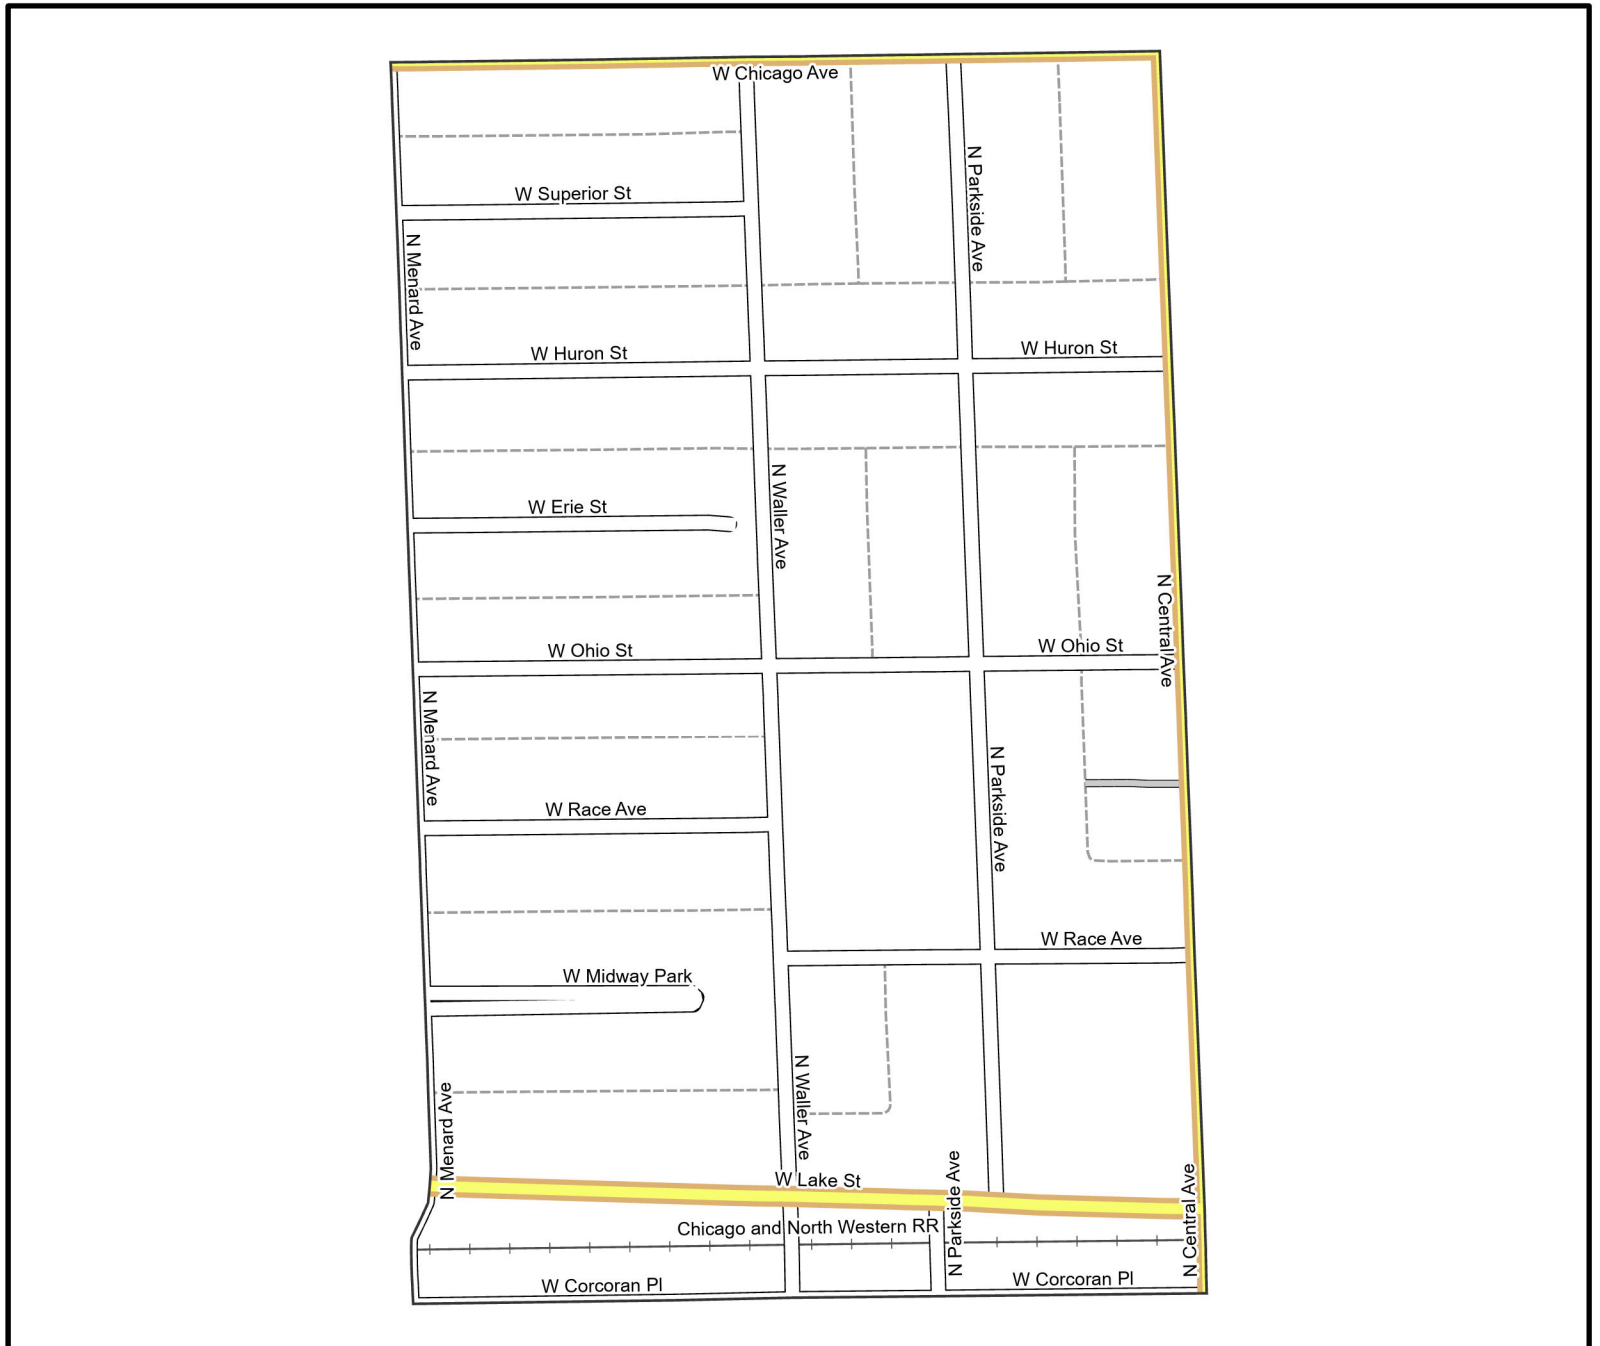 W Chicago Ave
N Parkside Ave
W Superior St
N Menard Ave
W Huron St
W Huron St
N Waller Ave
W Erie St
N Central Ave
W Ohio St
W Ohio St
N Menard Ave
N Parkside Ave
W Race Ave
W Race Ave
W Midway Park
N Waller Ave
N Menard Ave
N Parkside Ave
N Central Ave
W Lake St
Chicago and North Western RR
W Corcoran Pl
W Corcoran Pl